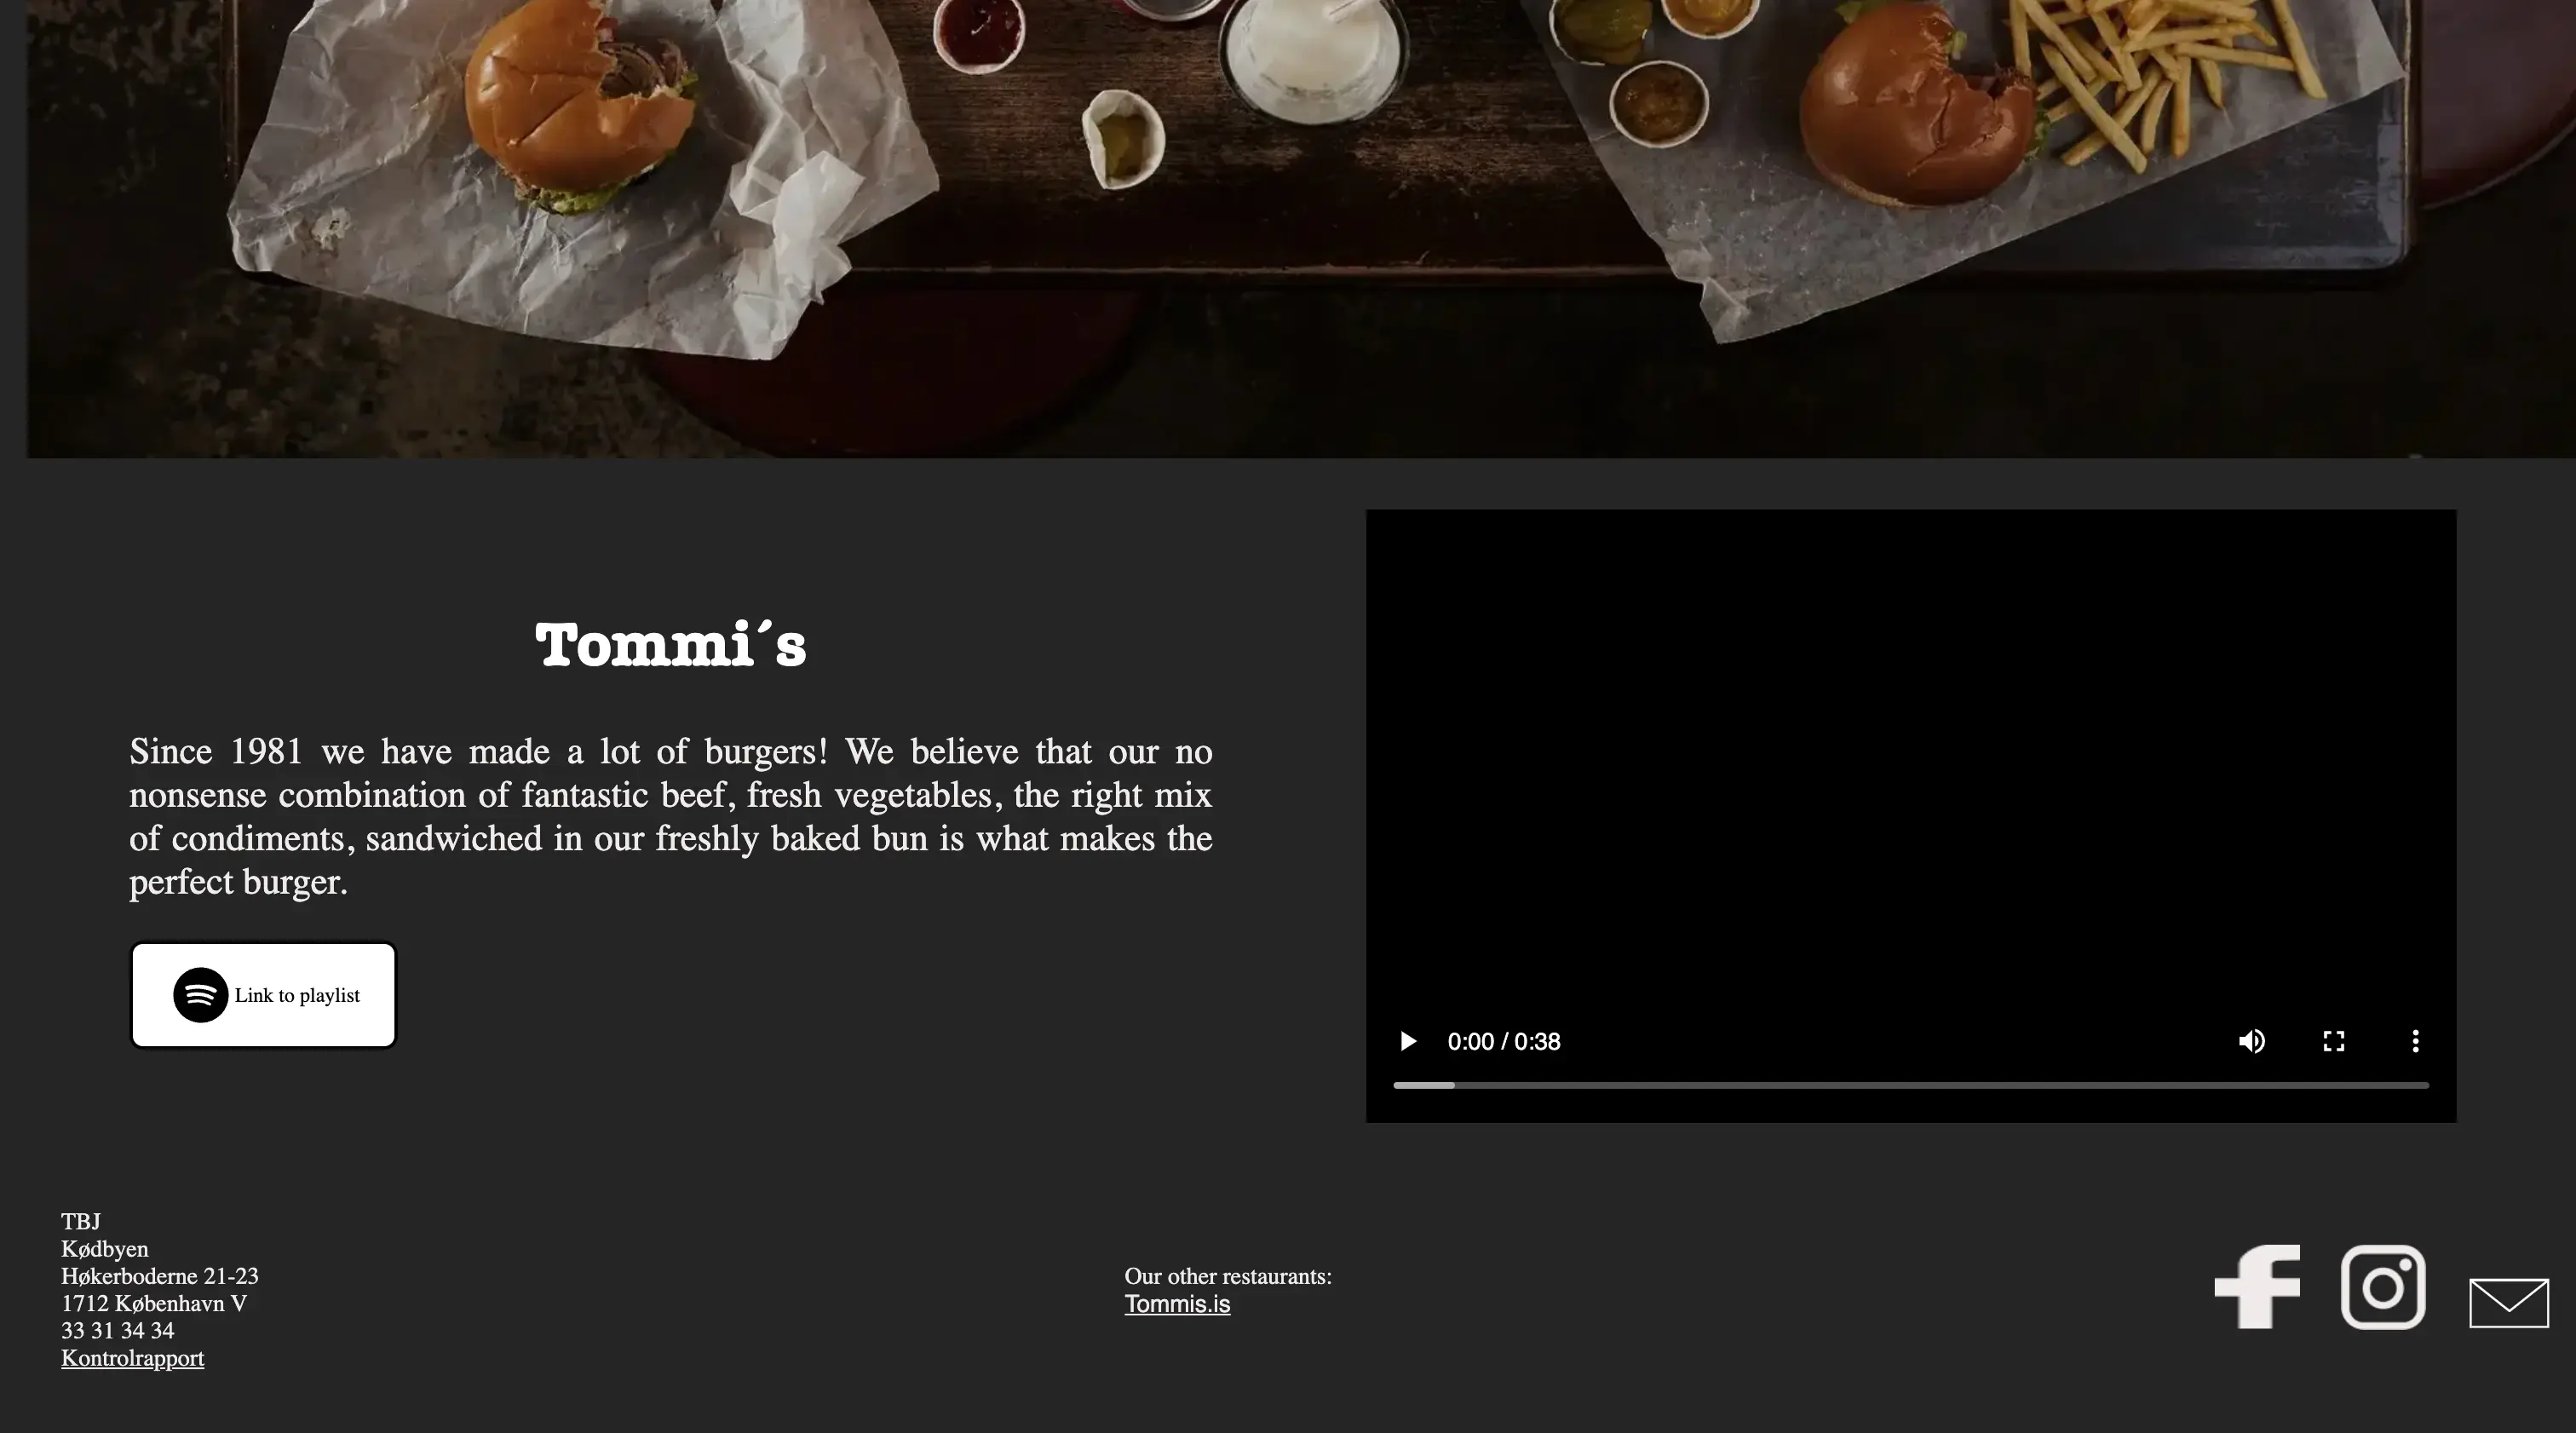 Tommi´s
Since 1981 we have made a lot of burgers! We believe that our no
nonsense combination of fantastic beef, fresh vegetables, the right mix
of condiments, sandwiched in our freshly baked bun is what makes the
perfect burger.
Link to playlist
0:00 / 0:38
TBJ
Kødbyen
Høkerboderne 21-23
1712 København V
33 31 34 34
Kontrolrapport
Our other restaurants:
Tommis.is